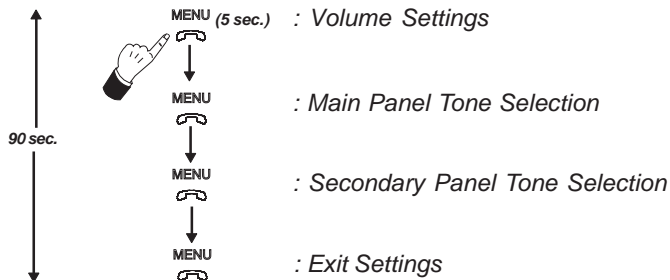 MENU (5 sec.) : Volume Settings
MENU : Main Panel Tone Selection
90 sec.
MENU : Secondary Panel Tone Selection
MENU : Exit Settings